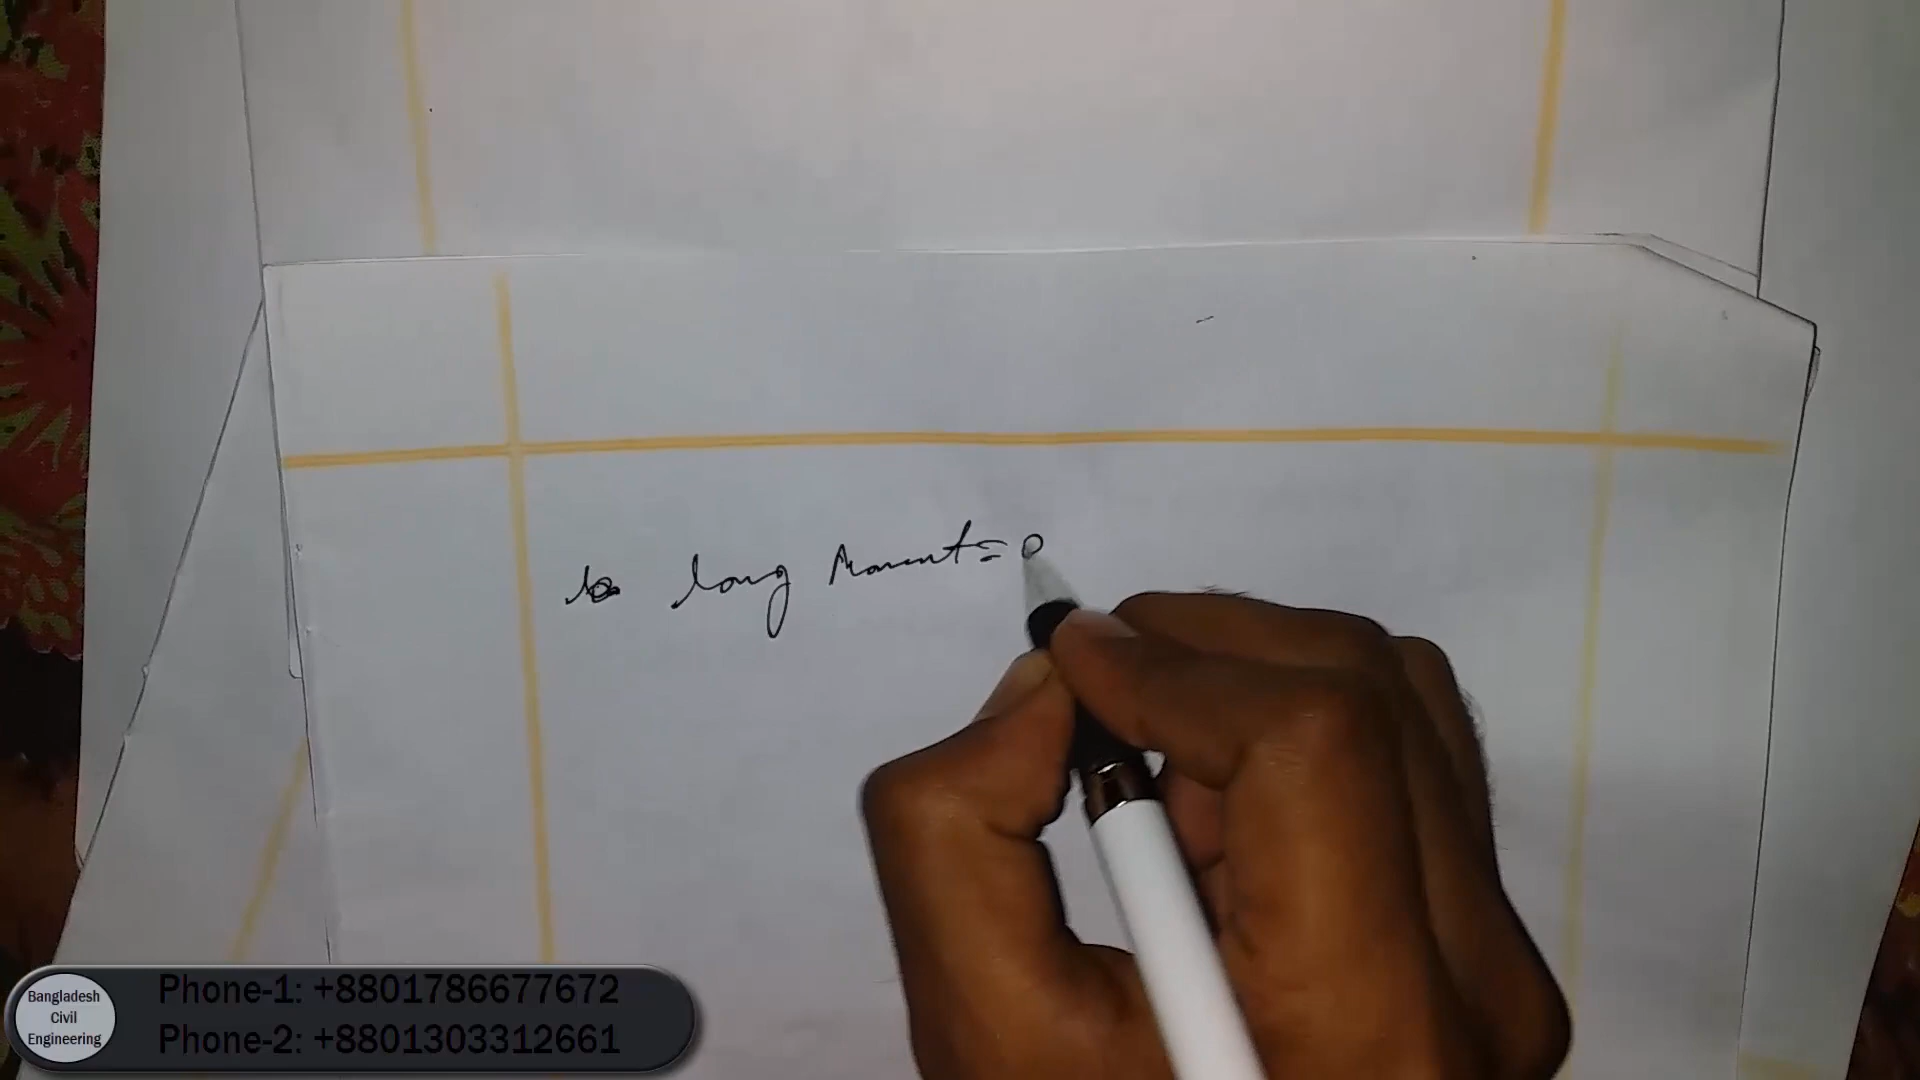 long Moment = 0
Bangladesh
Civil
Engineering
Phone-1: +8801786677672
Phone-2: +8801303312661